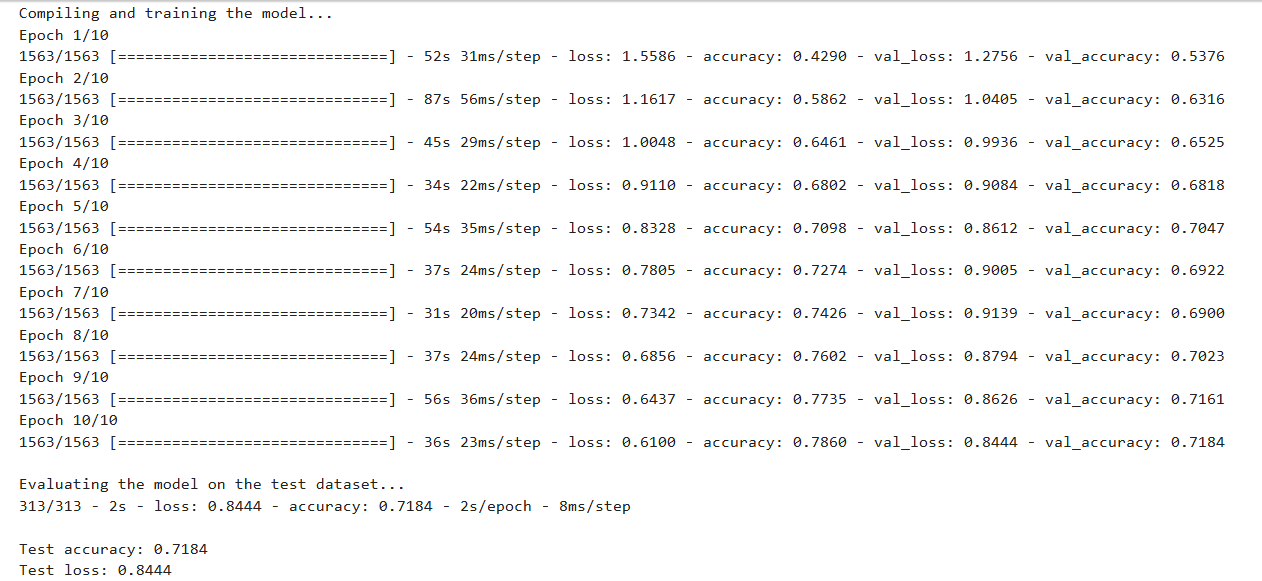 Compiling and training the model...
Epoch 1/10
1563/1563 [==============================] - 52s 31ms/step - loss: 1.5586 - accuracy: 0.4290 - val_loss: 1.2756 - val_accuracy: 0.5376
Epoch 2/10
1563/1563 [==============================] - 87s 56ms/step - loss: 1.1617 - accuracy: 0.5862 - val_loss: 1.0405 - val_accuracy: 0.6316
Epoch 3/10
1563/1563 [==============================] - 45s 29ms/step - loss: 1.0048 - accuracy: 0.6461 - val_loss: 0.9936 - val_accuracy: 0.6525
Epoch 4/10
1563/1563 [==============================] - 34s 22ms/step - loss: 0.9110 - accuracy: 0.6802 - val_loss: 0.9084 - val_accuracy: 0.6818
Epoch 5/10
1563/1563 [==============================] - 54s 35ms/step - loss: 0.8328 - accuracy: 0.7098 - val_loss: 0.8612 - val_accuracy: 0.7047
Epoch 6/10
1563/1563 [==============================] - 37s 24ms/step - loss: 0.7805 - accuracy: 0.7274 - val_loss: 0.9005 - val_accuracy: 0.6922
Epoch 7/10
1563/1563 [==============================] - 31s 20ms/step - loss: 0.7342 - accuracy: 0.7426 - val_loss: 0.9139 - val_accuracy: 0.6900
Epoch 8/10
1563/1563 [==============================] - 37s 24ms/step - loss: 0.6856 - accuracy: 0.7602 - val_loss: 0.8794 - val_accuracy: 0.7023
Epoch 9/10
1563/1563 [==============================] - 56s 36ms/step - loss: 0.6437 - accuracy: 0.7735 - val_loss: 0.8626 - val_accuracy: 0.7161
Epoch 10/10
1563/1563 [==============================] - 36s 23ms/step - loss: 0.6100 - accuracy: 0.7860 - val_loss: 0.8444 - val_accuracy: 0.7184
Evaluating the model on the test dataset...
313/313 - 2s - loss: 0.8444 - accuracy: 0.7184 - 2s/epoch - 8ms/step
Test accuracy: 0.7184
Test loss: 0.8444